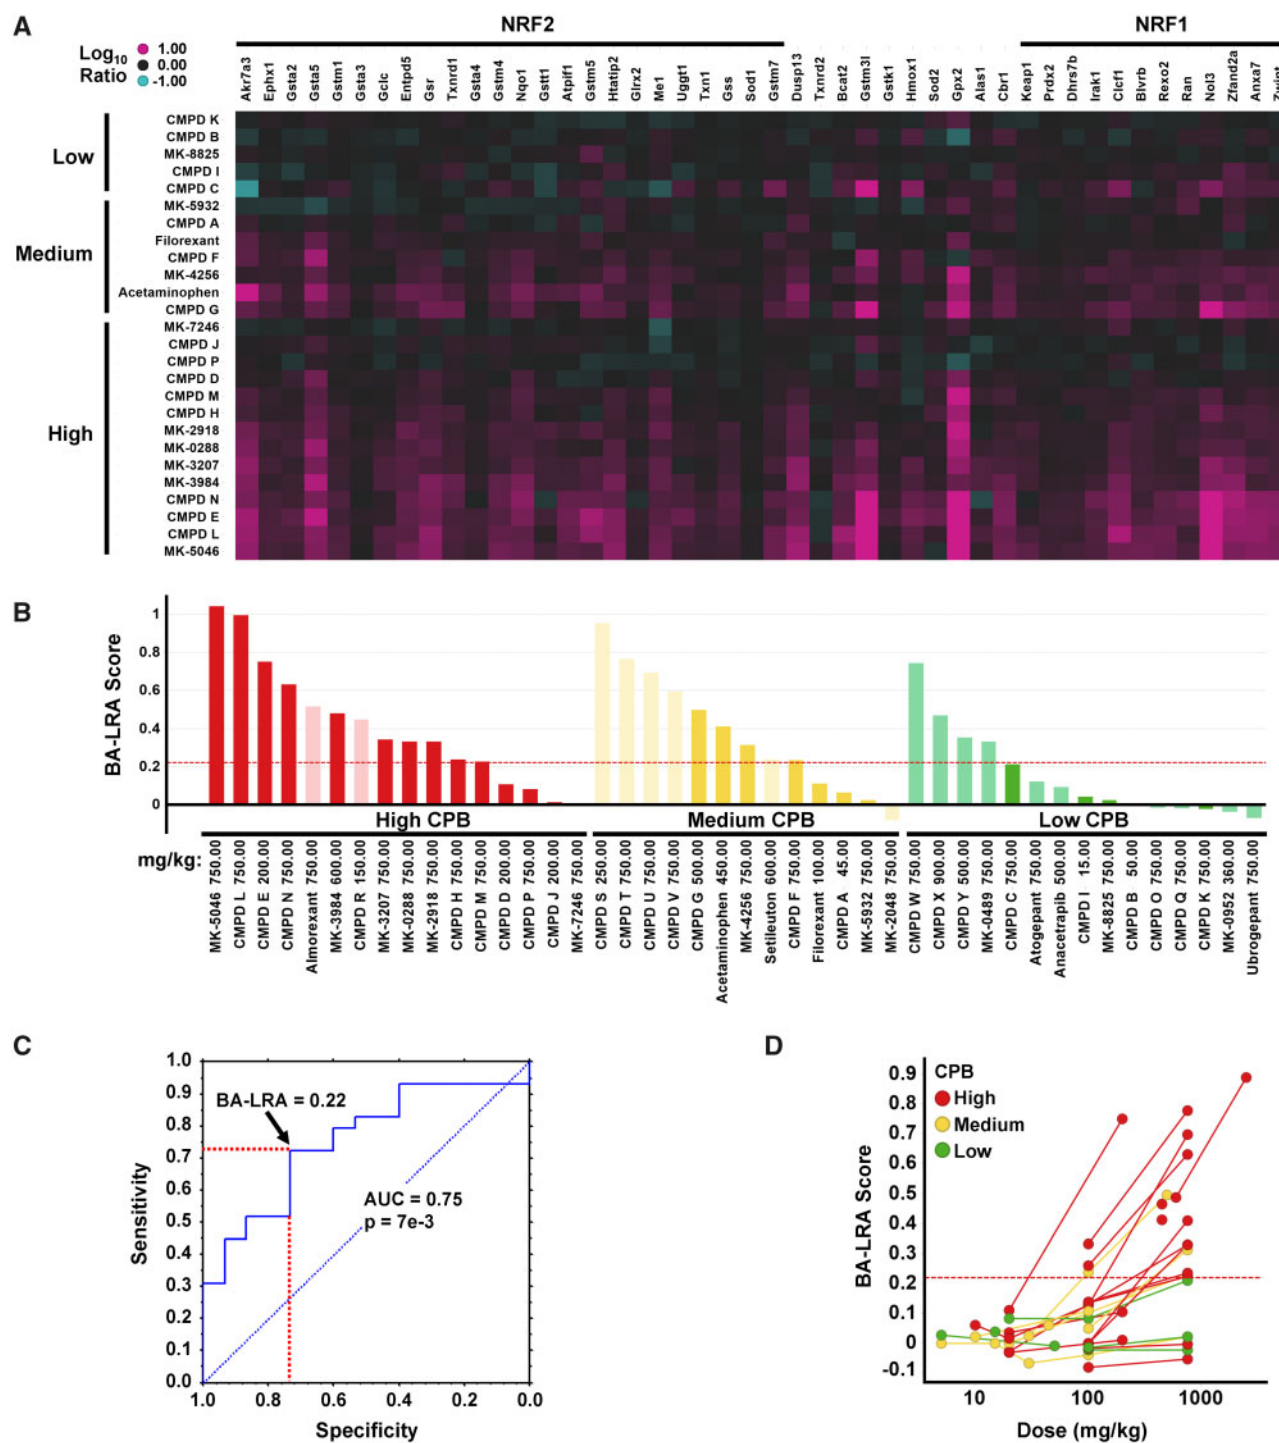 A
NRF2
NRF1
Log10 Ratio
1.00
0.00
-1.00
Akr7a3
Ephx1
Gsta2
Gsta5
Gstm1
Gsta3
Gclc
Entpd5
Gsr
Txnrd1
Gsta4
Gstm4
Nqo1
Gstt1
Atpif1
Gstm5
Htatip2
Glrx2
Me1
Uggt1
Txn1
Gss
Sod1
Gstm7
Dusp13
Txnrd2
Bcat2
Gstm3l
Gstk1
Hmox1
Sod2
Gpx2
Alas1
Cbr1
Keap1
Prdx2
Dhrs7b
Irak1
Clcf1
Blvrb
Rexo2
Ran
Nol3
Zfand2a
Anxa7
Low
CMPD K
CMPD B
MK-8825
CMPD I
CMPD C
Medium
MK-5932
CMPD A
Filorexant
CMPD F
MK-4256
Acetaminophen
CMPD G
High
MK-7246
CMPD J
CMPD P
CMPD D
CMPD M
CMPD H
MK-2918
MK-0288
MK-3207
MK-3984
CMPD N
CMPD E
CMPD L
MK-5046
B
BA-LRA Score
1
0.8
0.6
0.4
0.2
0
High CPB
Medium CPB
Low CPB
mg/kg:
MK-5046 750.00
CMPD L 750.00
CMPD E 200.00
CMPD N 750.00
Almorexant 750.00
MK-3984 600.00
CMPD R 150.00
MK-3207 750.00
MK-0288 750.00
MK-2918 750.00
CMPD H 750.00
CMPD M 750.00
CMPD D 200.00
CMPD P 750.00
CMPD J 200.00
MK-7246 750.00
CMPD S 250.00
CMPD T 750.00
CMPD U 750.00
CMPD V 750.00
CMPD G 500.00
Acetaminophen 450.00
MK-4256 750.00
Setileuton 600.00
CMPD F 750.00
Filorexant 100.00
CMPD A 45.00
MK-5932 750.00
MK-2048 750.00
CMPD W 750.00
CMPD X 900.00
CMPD Y 500.00
MK-0489 750.00
CMPD C 750.00
Atogepant 750.00
Anacetrapib 500.00
CMPD I 15.00
MK-8825 750.00
CMPD B 50.00
CMPD O 750.00
CMPD Q 750.00
CMPD K 750.00
MK-0952 360.00
Ubrogepant 750.00
C
Sensitivity
1.0
0.9
0.8
0.7
0.6
0.5
0.4
0.3
0.2
0.1
0.0
BA-LRA = 0.22
AUC = 0.75
p = 7e-3
1.0 0.8 0.6 0.4 0.2 0.0
Specificity
D
BA-LRA Score
0.9
0.8
0.7
0.6
0.5
0.4
0.3
0.2
0.1
0
-0.1
CPB
High
Medium
Low
10 100 1000
Dose (mg/kg)